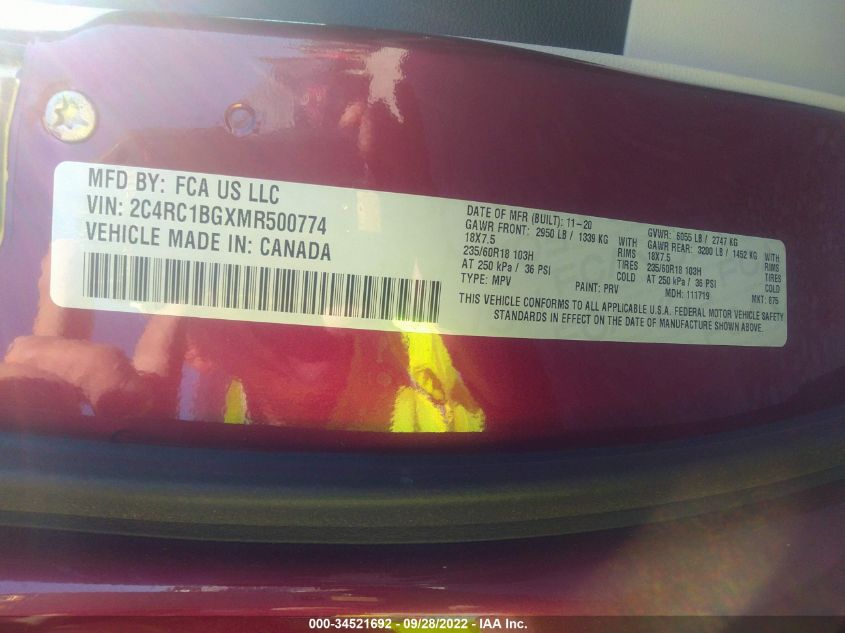 MFD BY: FCA US LLC
VIN: 2C4RC1BGXMR500774
VEHICLE MADE IN: CANADA
DATE OF MFR (BUILT): 11-20
GVWR: 6055 LB / 2747 KG
GAWR FRONT: 2950 LB / 1339 KG WITH
GAWR REAR: 3200 LB / 1452 KG WITH
18X7.5 RIMS
18X7.5 RIMS
235/60R18 103H TIRES
235/60R18 103H TIRES
AT 250 kPa / 36 PSI COLD
AT 250 kPa / 36 PSI COLD
TYPE: MPV PAINT: PRV MDH: 111719 MKT: 875
THIS VEHICLE CONFORMS TO ALL APPLICABLE U.S.A. FEDERAL MOTOR VEHICLE SAFETY
STANDARDS IN EFFECT ON THE DATE OF MANUFACTURE SHOWN ABOVE.
000-34521692 - 09/28/2022 - IAA Inc.